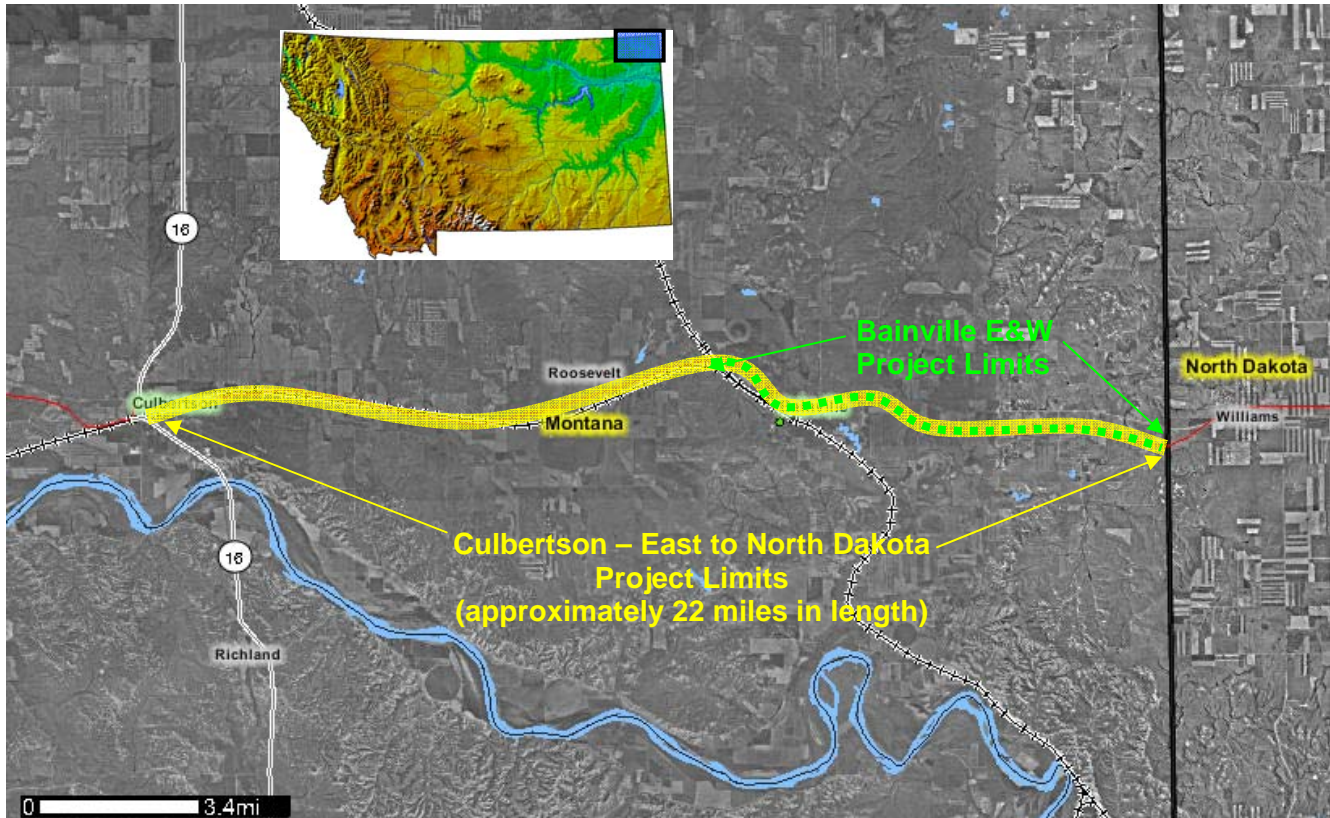 16
Bainville E&W
Project Limits
Roosevelt
North Dakota
Culbertson
Montana
Williams
Culbertson – East to North Dakota
Project Limits
(approximately 22 miles in length)
16
Richland
0 3.4mi